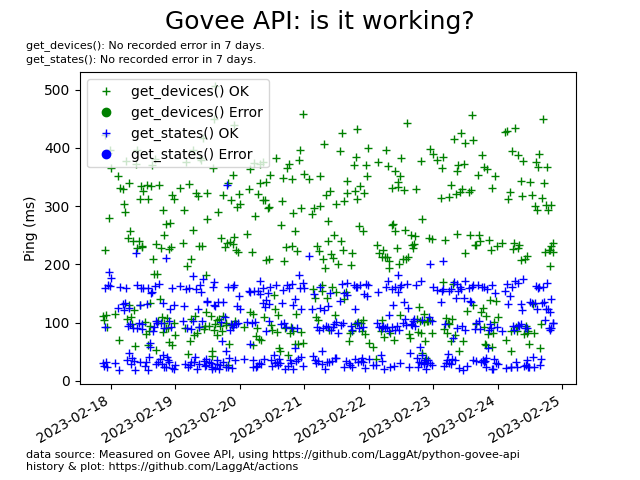 Govee API: is it working?
get_devices(): No recorded error in 7 days.
get_states(): No recorded error in 7 days.
get_devices() OK
get_devices() Error
get_states() OK
get_states() Error
Ping (ms)
500
400
300
200
100
0
2023-02-18
2023-02-19
2023-02-20
2023-02-21
2023-02-22
2023-02-23
2023-02-24
2023-02-25
data source: Measured on Govee API, using https://github.com/LaggAt/python-govee-api
history & plot: https://github.com/LaggAt/actions